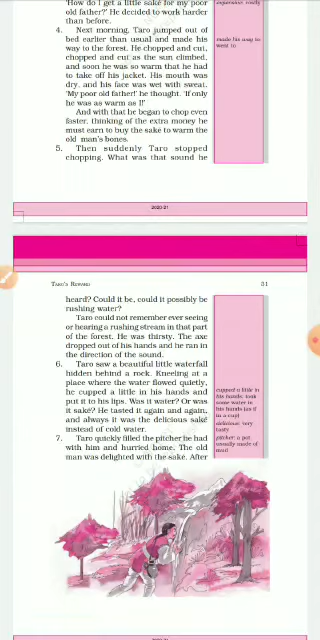 'How do I get a little sake for my poor
old father?' He decided to work harder
than before.
4. Next morning, Taro jumped out of
bed earlier than usual and made his
way to the forest. He chopped and cut,
chopped and cut as the sun climbed,
and soon he was so warm that he had
to take off his jacket. His mouth was
dry, and his face was wet with sweat.
'My poor old father!' he thought. 'If only
he was as warm as I!'
And with that he began to chop even
faster, thinking of the extra money he
must earn to buy the sake to warm the
old man's bones.
5. Then suddenly Taro stopped
chopping. What was that sound he
made his way to:
went to
2020-21
TARO'S REWARD
31
heard? Could it be, could it possibly be
rushing water?
Taro could not remember ever seeing
or hearing a rushing stream in that part
of the forest. He was thirsty. The axe
dropped out of his hands and he ran in
the direction of the sound.
6. Taro saw a beautiful little waterfall
hidden behind a rock. Kneeling at a
place where the water flowed quietly,
he cupped a little in his hands and
put it to his lips. Was it water? Or was
it saké? He tasted it again and again,
and always it was the delicious saké
instead of cold water.
7. Taro quickly filled the pitcher he had
with him and hurried home. The old
man was delighted with the sake. After
cupped a little in
his hands: took
some water in
his hands (as if
in a cup)
delicious: very
tasty
pitcher: a pot
usually made of
mud